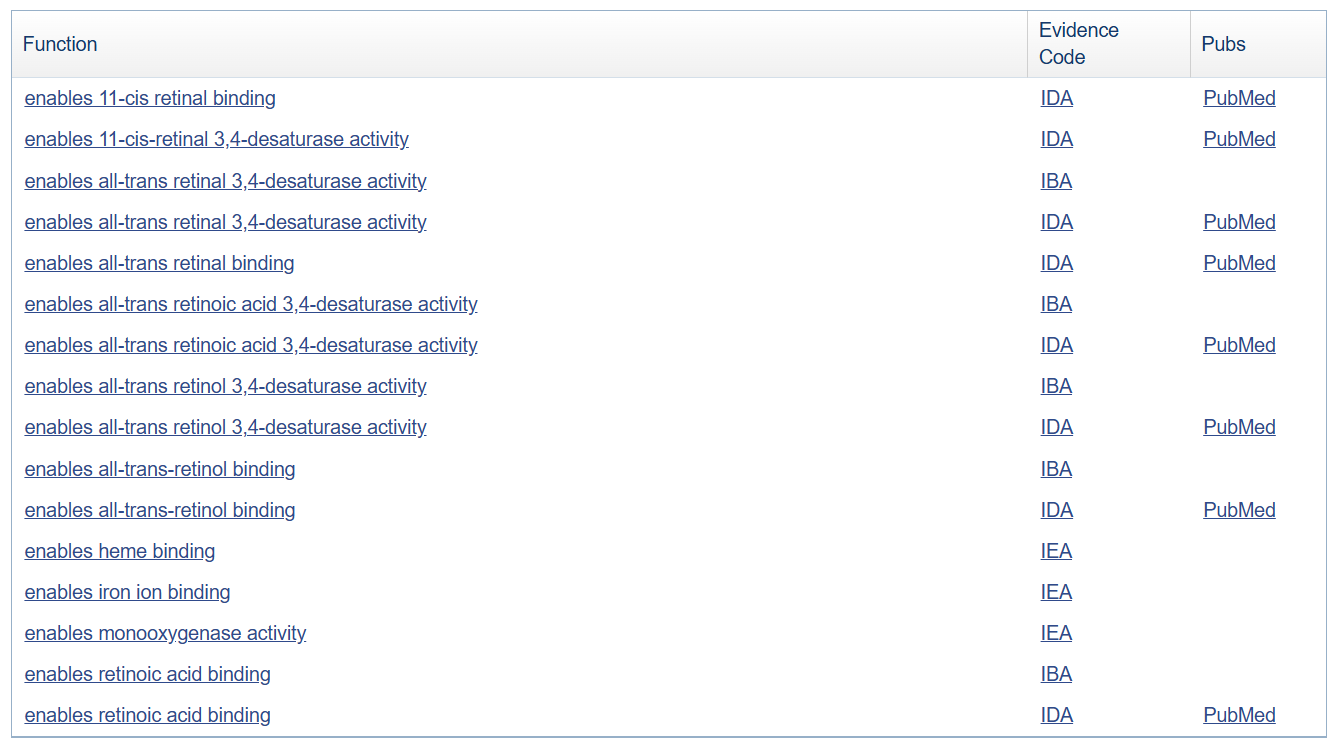 Function Evidence Code Pubs
enables 11-cis retinal binding IDA PubMed
enables 11-cis-retinal 3,4-desaturase activity IDA PubMed
enables all-trans retinal 3,4-desaturase activity IBA
enables all-trans retinal 3,4-desaturase activity IDA PubMed
enables all-trans retinal binding IDA PubMed
enables all-trans retinoic acid 3,4-desaturase activity IBA
enables all-trans retinoic acid 3,4-desaturase activity IDA PubMed
enables all-trans retinol 3,4-desaturase activity IBA
enables all-trans retinol 3,4-desaturase activity IDA PubMed
enables all-trans-retinol binding IBA
enables all-trans-retinol binding IDA PubMed
enables heme binding IEA
enables iron ion binding IEA
enables monooxygenase activity IEA
enables retinoic acid binding IBA
enables retinoic acid binding IDA PubMed